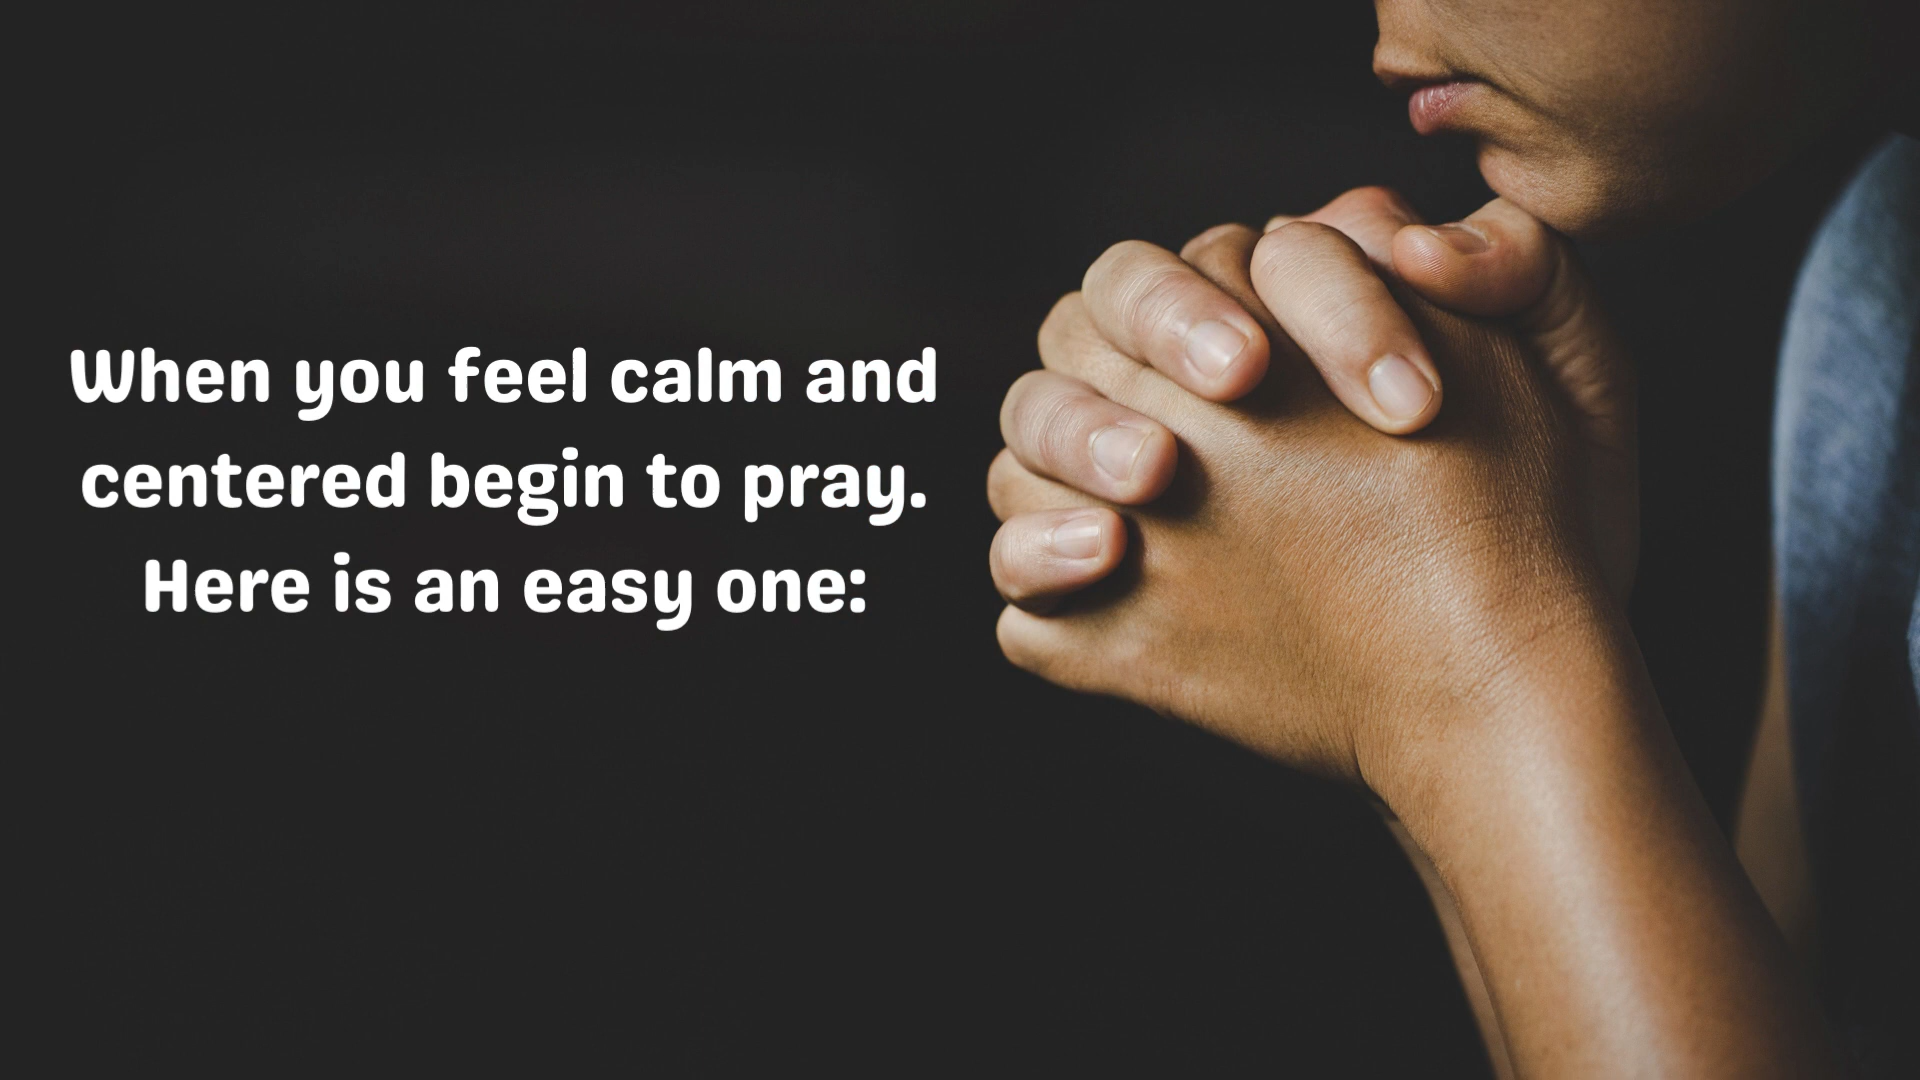 When you feel calm and
centered begin to pray.
Here is an easy one: